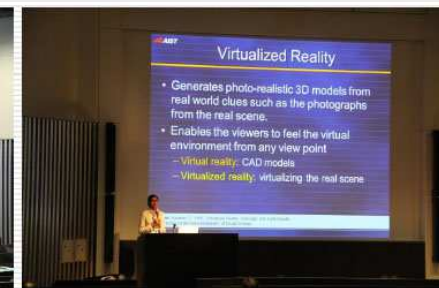 AIST
Virtualized Reality
• Generates photo-realistic 3D models from
real world clues such as the photographs
from the real scene.
• Enables the viewers to feel the virtual
environment from any view point
– Virtual reality: CAD models
– Virtualized reality: virtualizing the real scene